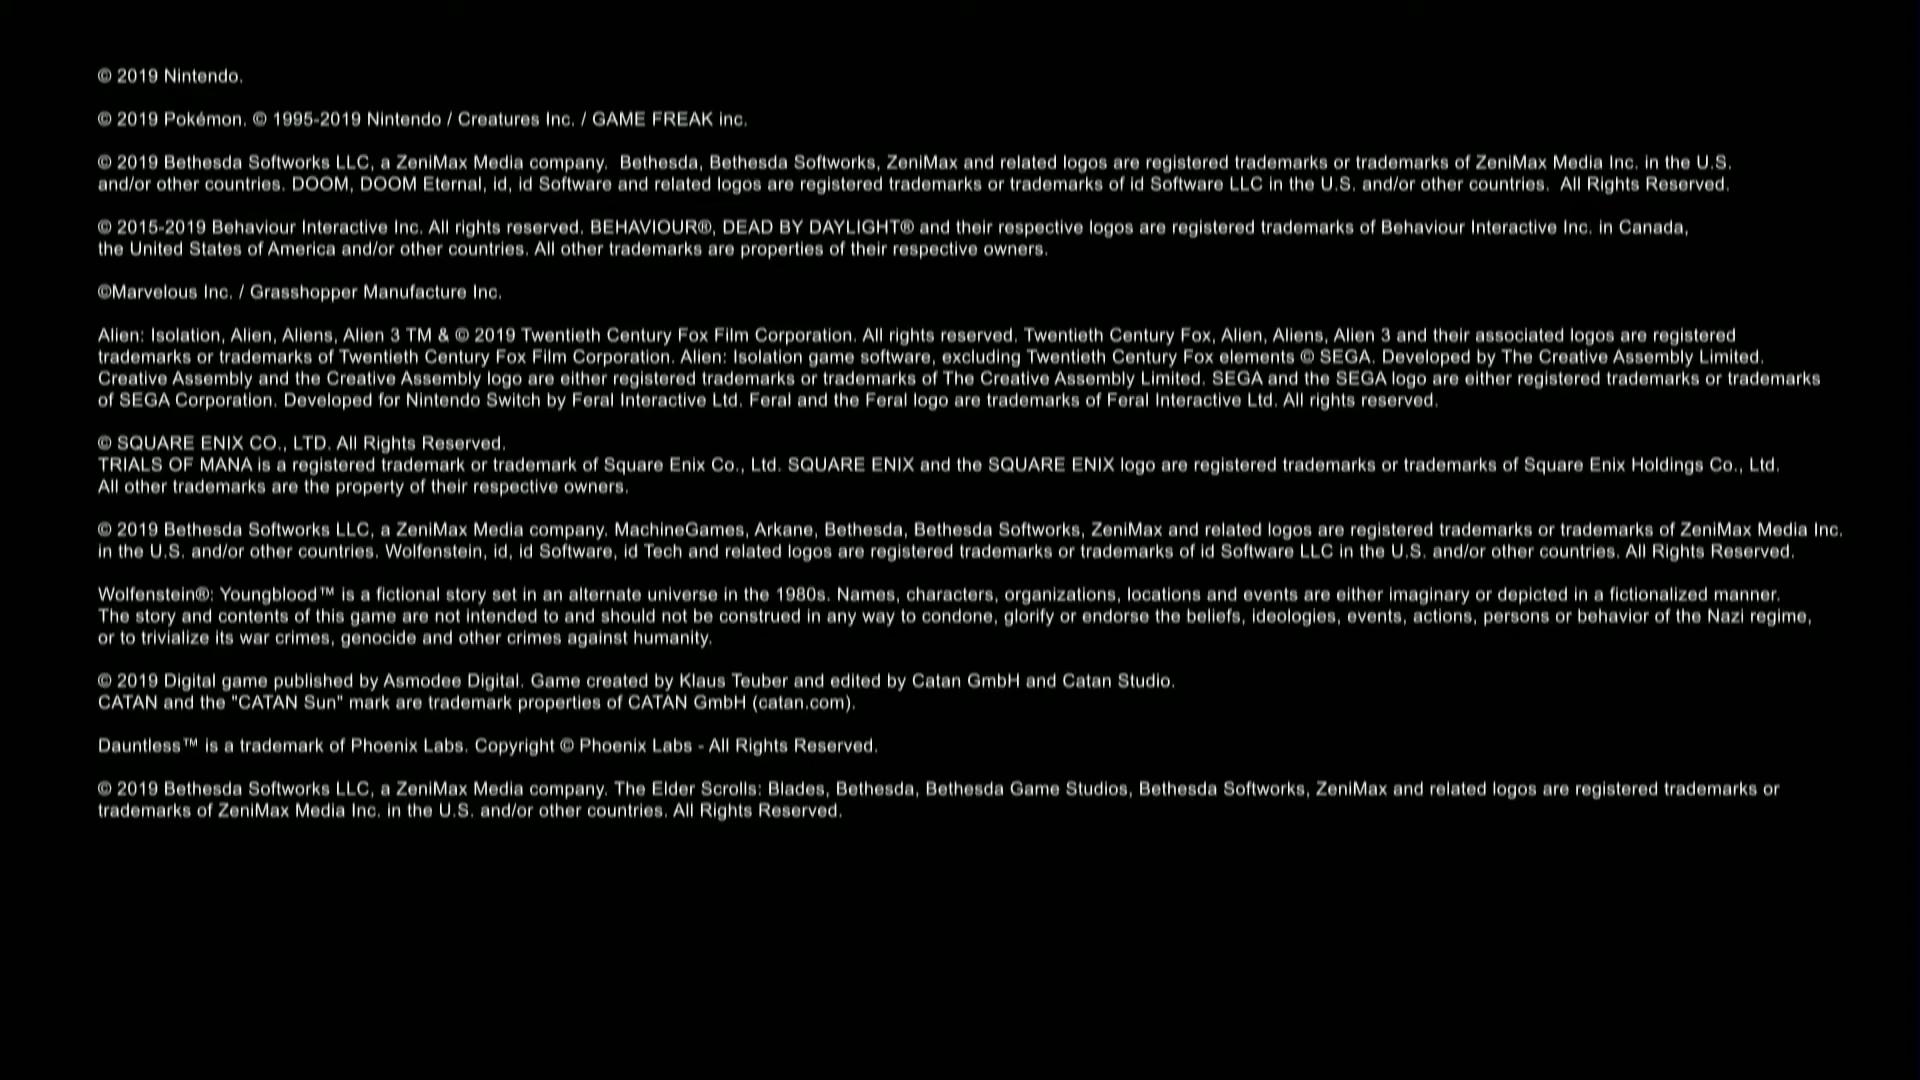 © 2019 Nintendo.
© 2019 Pokémon. © 1995-2019 Nintendo / Creatures Inc. / GAME FREAK inc.
© 2019 Bethesda Softworks LLC, a ZeniMax Media company.  Bethesda, Bethesda Softworks, ZeniMax and related logos are registered trademarks or trademarks of ZeniMax Media Inc. in the U.S.
and/or other countries. DOOM, DOOM Eternal, id, id Software and related logos are registered trademarks or trademarks of id Software LLC in the U.S. and/or other countries.  All Rights Reserved.
© 2015-2019 Behaviour Interactive Inc. All rights reserved. BEHAVIOUR®, DEAD BY DAYLIGHT® and their respective logos are registered trademarks of Behaviour Interactive Inc. in Canada,
the United States of America and/or other countries. All other trademarks are properties of their respective owners.
©Marvelous Inc. / Grasshopper Manufacture Inc.
Alien: Isolation, Alien, Aliens, Alien 3 TM & © 2019 Twentieth Century Fox Film Corporation. All rights reserved. Twentieth Century Fox, Alien, Aliens, Alien 3 and their associated logos are registered
trademarks or trademarks of Twentieth Century Fox Film Corporation. Alien: Isolation game software, excluding Twentieth Century Fox elements © SEGA. Developed by The Creative Assembly Limited.
Creative Assembly and the Creative Assembly logo are either registered trademarks or trademarks of The Creative Assembly Limited. SEGA and the SEGA logo are either registered trademarks or trademarks
of SEGA Corporation. Developed for Nintendo Switch by Feral Interactive Ltd. Feral and the Feral logo are trademarks of Feral Interactive Ltd. All rights reserved.
© SQUARE ENIX CO., LTD. All Rights Reserved.
TRIALS OF MANA is a registered trademark or trademark of Square Enix Co., Ltd. SQUARE ENIX and the SQUARE ENIX logo are registered trademarks or trademarks of Square Enix Holdings Co., Ltd.
All other trademarks are the property of their respective owners.
© 2019 Bethesda Softworks LLC, a ZeniMax Media company. MachineGames, Arkane, Bethesda, Bethesda Softworks, ZeniMax and related logos are registered trademarks or trademarks of ZeniMax Media Inc.
in the U.S. and/or other countries. Wolfenstein, id, id Software, id Tech and related logos are registered trademarks or trademarks of id Software LLC in the U.S. and/or other countries. All Rights Reserved.
Wolfenstein®: Youngblood™ is a fictional story set in an alternate universe in the 1980s. Names, characters, organizations, locations and events are either imaginary or depicted in a fictionalized manner.
The story and contents of this game are not intended to and should not be construed in any way to condone, glorify or endorse the beliefs, ideologies, events, actions, persons or behavior of the Nazi regime,
or to trivialize its war crimes, genocide and other crimes against humanity.
© 2019 Digital game published by Asmodee Digital. Game created by Klaus Teuber and edited by Catan GmbH and Catan Studio.
CATAN and the "CATAN Sun" mark are trademark properties of CATAN GmbH (catan.com).
Dauntless™ is a trademark of Phoenix Labs. Copyright © Phoenix Labs - All Rights Reserved.
© 2019 Bethesda Softworks LLC, a ZeniMax Media company. The Elder Scrolls: Blades, Bethesda, Bethesda Game Studios, Bethesda Softworks, ZeniMax and related logos are registered trademarks or
trademarks of ZeniMax Media Inc. in the U.S. and/or other countries. All Rights Reserved.